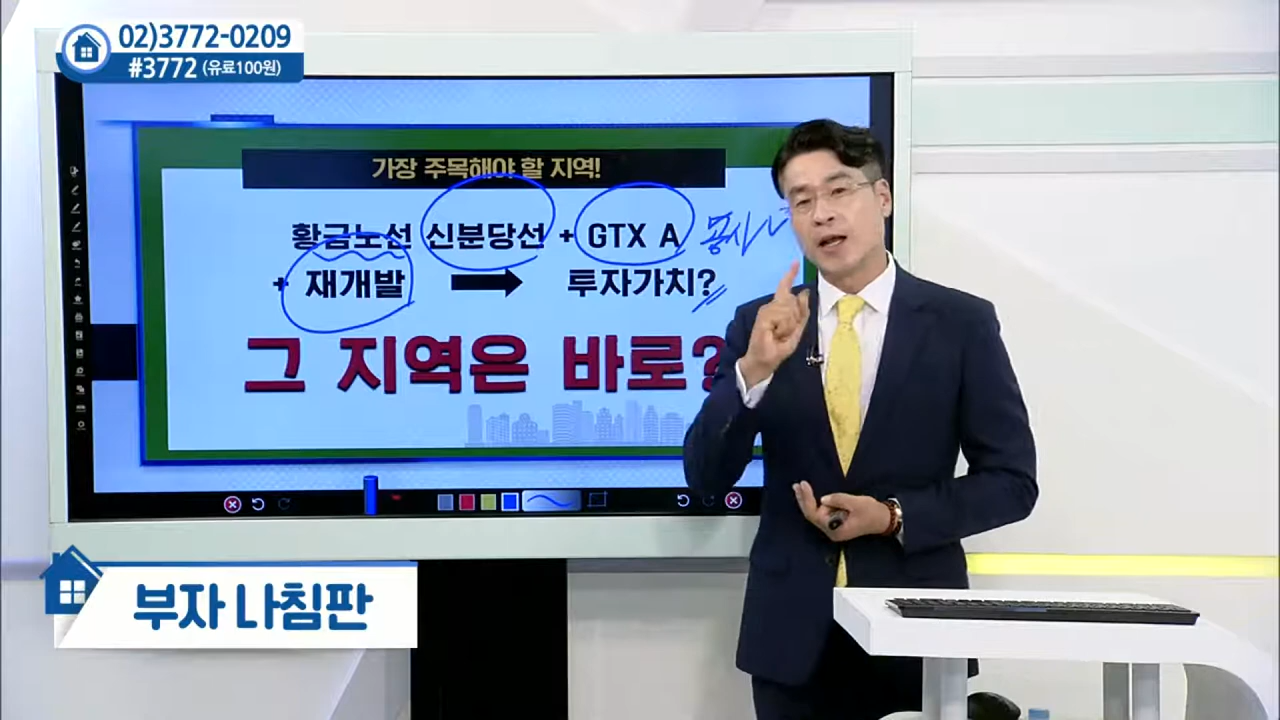 02)3772-0209
#3772 (유료100원)
가장 주목해야 할 지역!
황금노선 신분당선 + GTX A
+ 재개발 투자가치?
그 지역은 바로?
부자 나침판